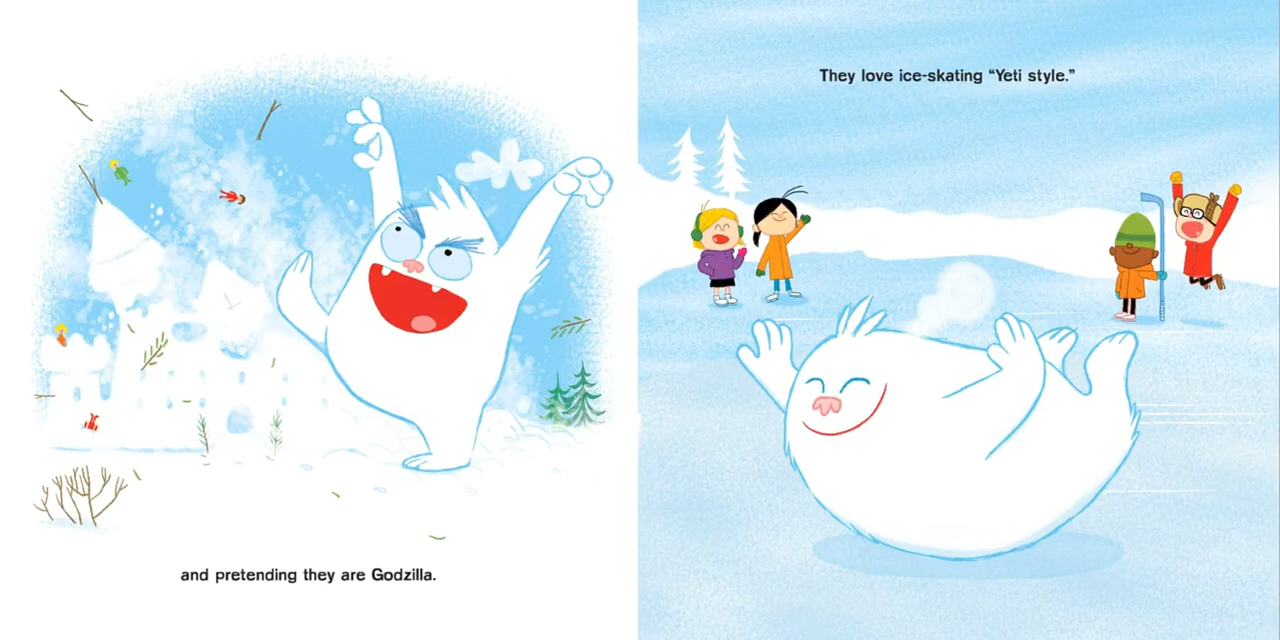 and pretending they are Godzilla.
They love ice-skating “Yeti style.”